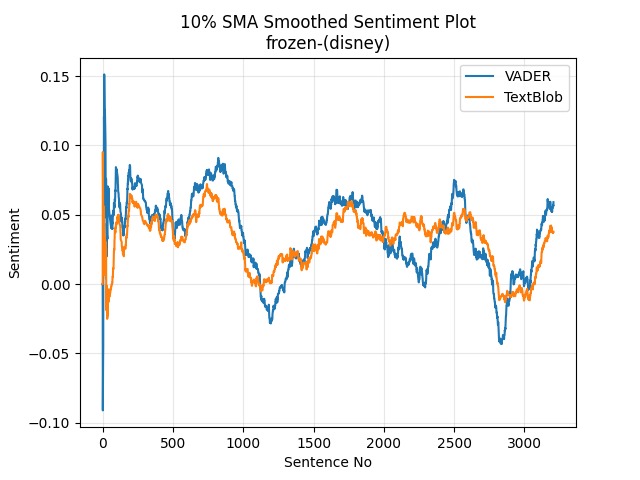 10% SMA Smoothed Sentiment Plot
frozen-(disney)
VADER
TextBlob
0.15
0.10
0.05
0.00
−0.05
−0.10
Sentiment
0 500 1000 1500 2000 2500 3000
Sentence No